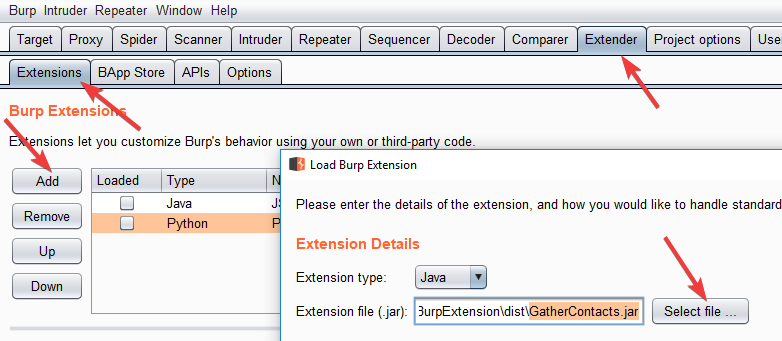 Burp Intruder Repeater Window Help
Target Proxy Spider Scanner Intruder Repeater Sequencer Decoder Comparer Extender Project options Use
Extensions BApp Store APIs Options
Burp Extensions
Extensions let you customize Burp's behavior using your own or third-party code.
Add
Remove
Up
Down
Loaded Type N
Java JS
Python P
Load Burp Extension
Please enter the details of the extension, and how you would like to handle standard
Extension Details
Extension type: Java
Extension file (.jar): BurpExtension\dist\GatherContacts.jar Select file ...